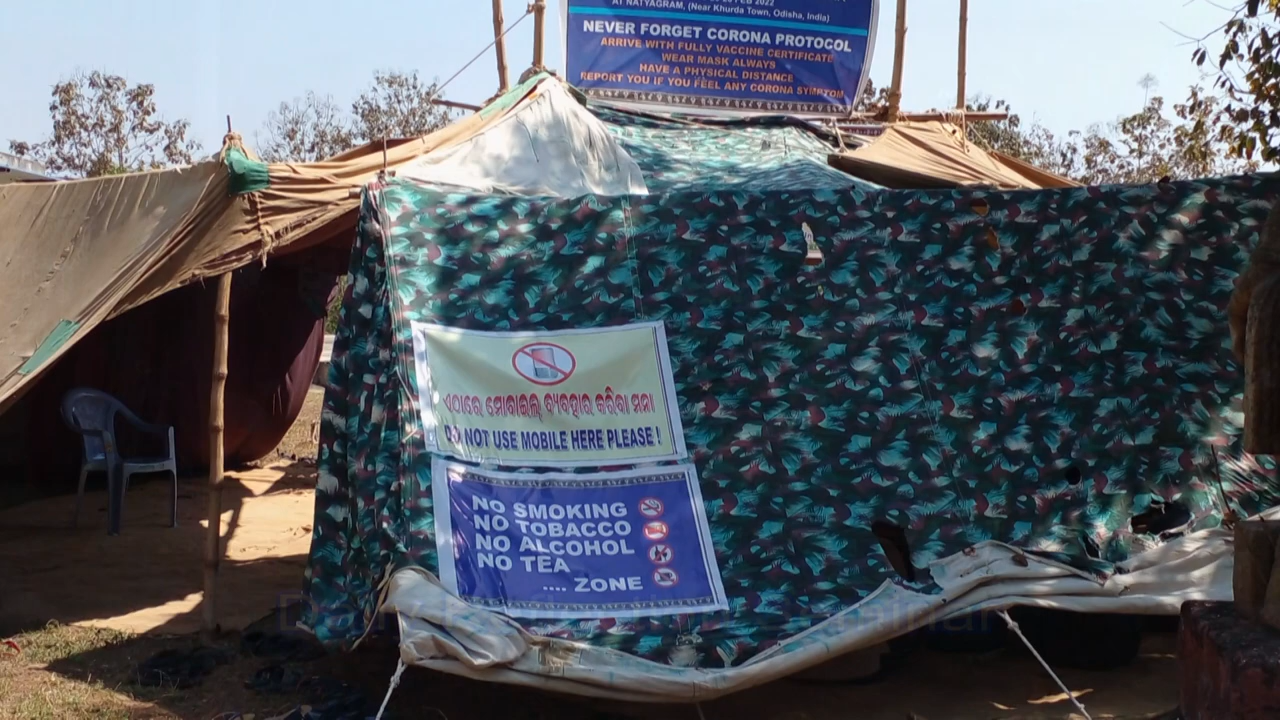 AT NATYAGRAM, (Near Khurda Town, Odisha, India)
NEVER FORGET CORONA PROTOCOL
ARRIVE WITH FULLY VACCINE CERTIFICATE
WEAR MASK ALWAYS
HAVE A PHYSICAL DISTANCE
REPORT YOU IF YOU FEEL ANY CORONA SYMPTOM
ଏଠାରେ ମୋବାଇଲ୍ ବ୍ୟବହାର କରିବା ମନା
DO NOT USE MOBILE HERE PLEASE !
NO SMOKING
NO TOBACCO
NO ALCOHOL
NO TEA
.... ZONE